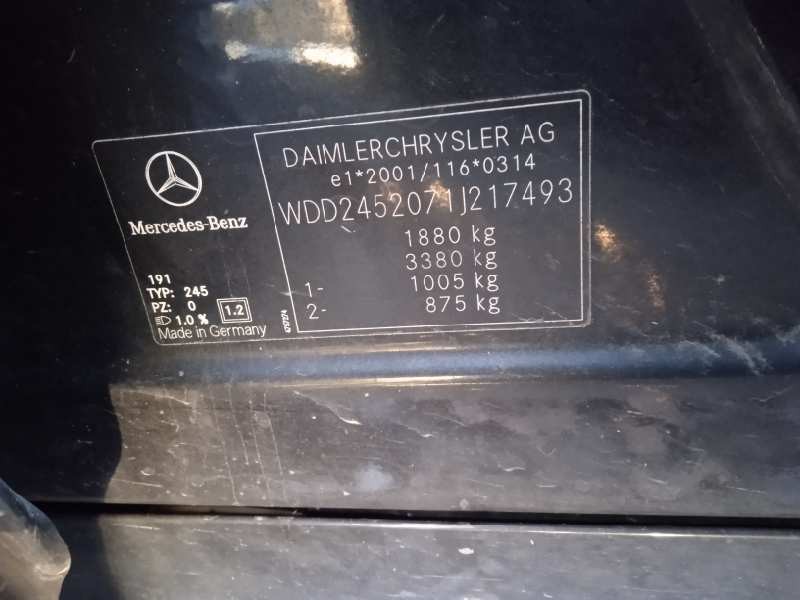 Mercedes-Benz
191
TYP: 245
PZ: 0
1.0 %
1.2
Made in Germany
DAIMLERCHRYSLER AG
e1*2001/116*0314
WDD2452071J217493
1880 kg
3380 kg
1- 1005 kg
2- 875 kg